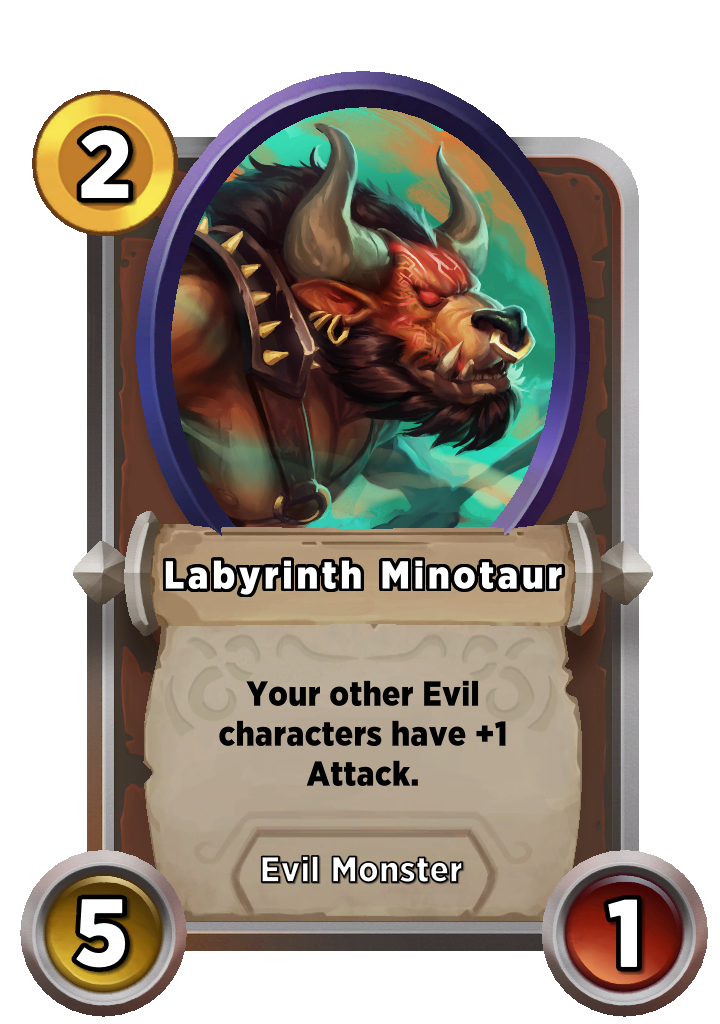 2
Labyrinth Minotaur
Your other Evil
characters have +1
Attack.
Evil Monster
5
1